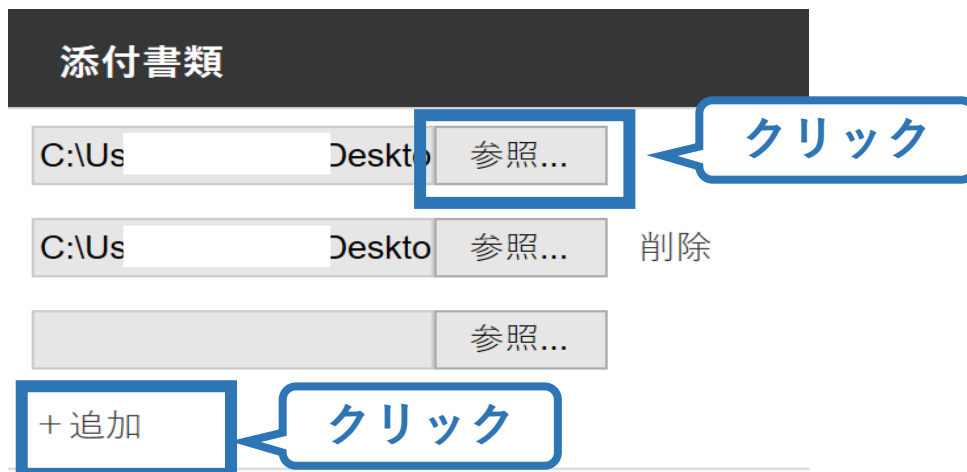 添付書類
C:\Us Deskto 参照... クリック
C:\Us Deskto 参照... 削除
参照...
＋追加 クリック